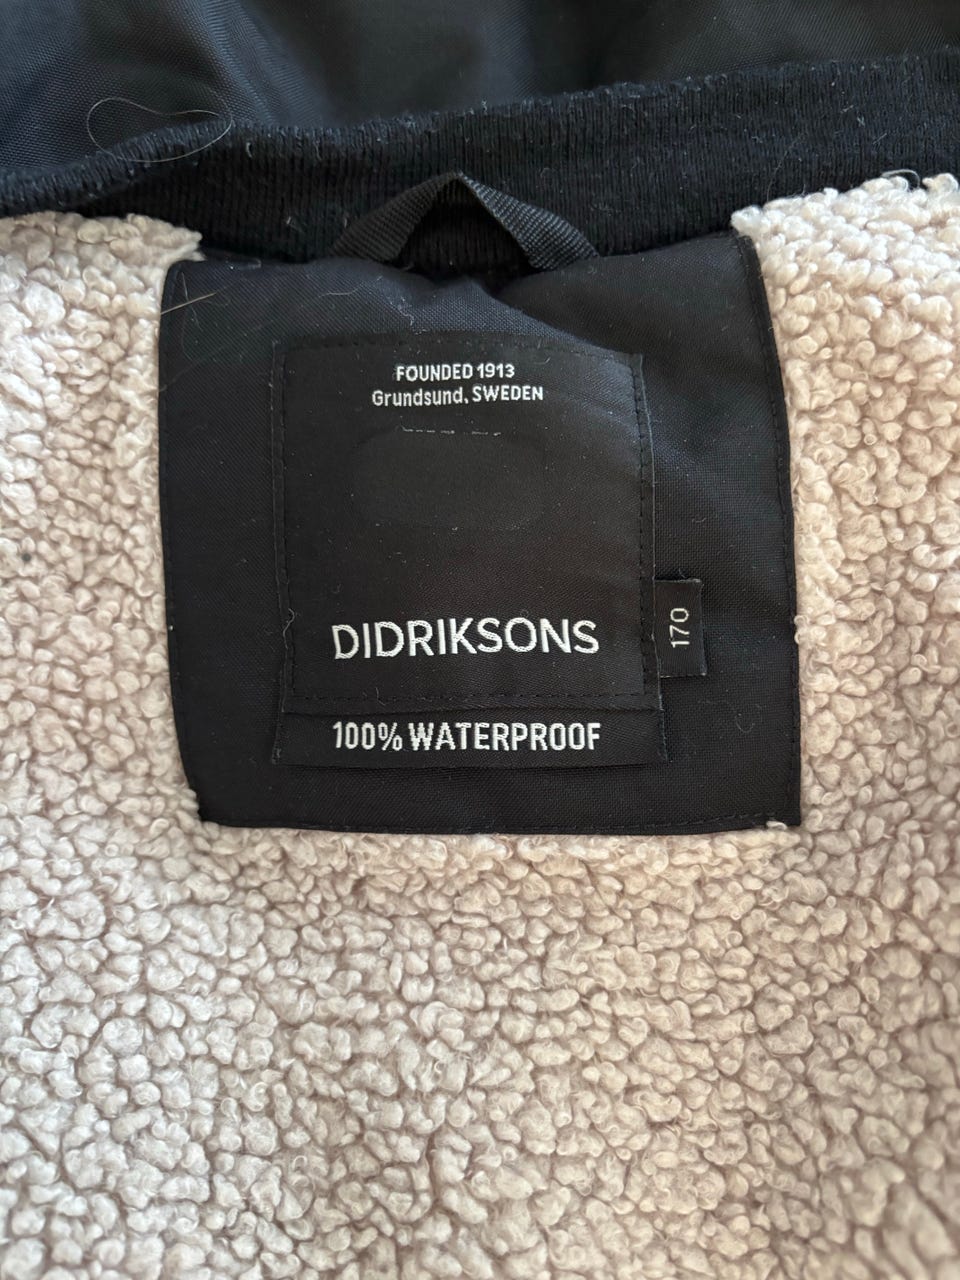 FOUNDED 1913
Grundsund, SWEDEN
DIDRIKSONS
170
100% WATERPROOF